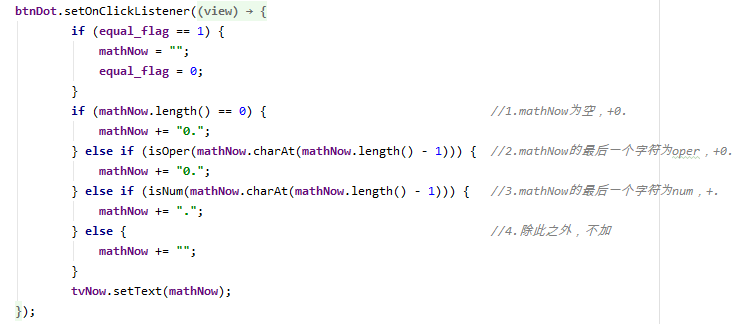 btnDot.setOnClickListener((view) → {
if (equal_flag == 1) {
mathNow = "";
equal_flag = 0;
}
if (mathNow.length() == 0) { //1.mathNow为空，+0.
mathNow += "0.";
} else if (isOper(mathNow.charAt(mathNow.length() - 1))) { //2.mathNow的最后一个字符为oper，+0.
mathNow += "0.";
} else if (isNum(mathNow.charAt(mathNow.length() - 1))) { //3.mathNow的最后一个字符为num，+.
mathNow += ".";
} else { //4.除此之外，不加
mathNow += "";
}
tvNow.setText(mathNow);
});